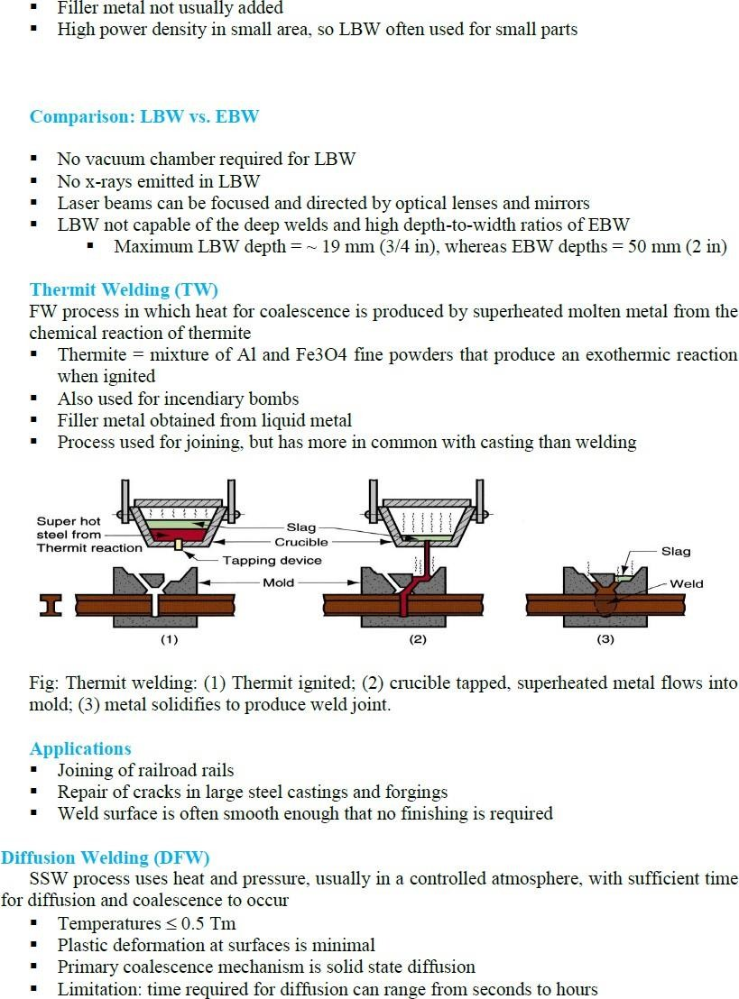 ▪ Filler metal not usually added
▪ High power density in small area, so LBW often used for small parts
Comparison: LBW vs. EBW
▪ No vacuum chamber required for LBW
▪ No x-rays emitted in LBW
▪ Laser beams can be focused and directed by optical lenses and mirrors
▪ LBW not capable of the deep welds and high depth-to-width ratios of EBW
▪ Maximum LBW depth = ~ 19 mm (3/4 in), whereas EBW depths = 50 mm (2 in)
Thermit Welding (TW)
FW process in which heat for coalescence is produced by superheated molten metal from the
chemical reaction of thermite
▪ Thermite = mixture of Al and Fe3O4 fine powders that produce an exothermic reaction
when ignited
▪ Also used for incendiary bombs
▪ Filler metal obtained from liquid metal
▪ Process used for joining, but has more in common with casting than welding
Super hot
steel from
Thermit reaction
Slag
Crucible
Tapping device
Mold
Slag
Weld
(1)
(2)
(3)
Fig: Thermit welding: (1) Thermit ignited; (2) crucible tapped, superheated metal flows into
mold; (3) metal solidifies to produce weld joint.
Applications
▪ Joining of railroad rails
▪ Repair of cracks in large steel castings and forgings
▪ Weld surface is often smooth enough that no finishing is required
Diffusion Welding (DFW)
SSW process uses heat and pressure, usually in a controlled atmosphere, with sufficient time
for diffusion and coalescence to occur
▪ Temperatures ≤ 0.5 Tm
▪ Plastic deformation at surfaces is minimal
▪ Primary coalescence mechanism is solid state diffusion
▪ Limitation: time required for diffusion can range from seconds to hours